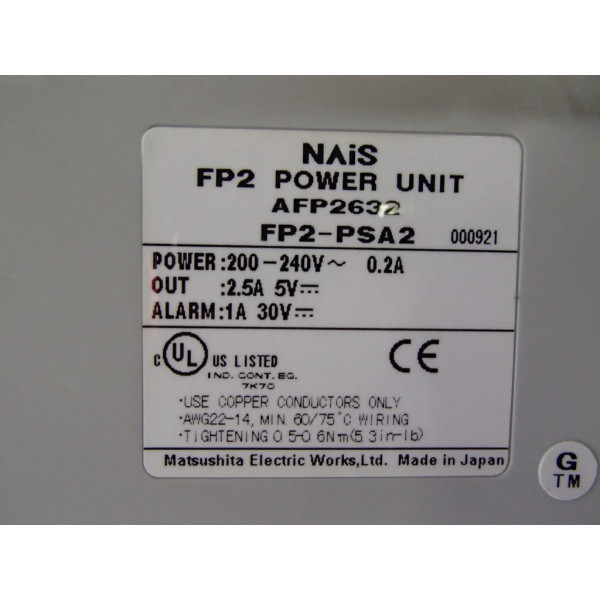 NAiS
FP2 POWER UNIT
AFP2632
FP2-PSA2 000921
POWER:200-240V～ 0.2A
OUT :2.5A 5V⎓
ALARM:1A 30V⎓
c UL US LISTED
IND. CONT. EQ.
7K70
·USE COPPER CONDUCTORS ONLY
·AWG22-14, MIN. 60/75°C WIRING
·TIGHTENING 0.5-0.6Nm(5.3in-lb)
CE
Matsushita Electric Works,Ltd. Made in Japan
G
TM